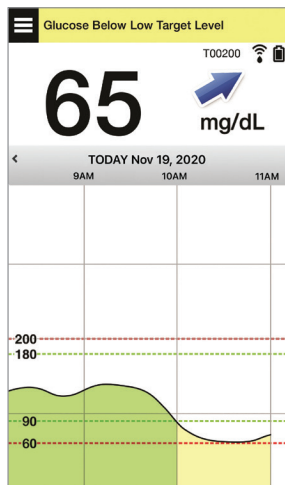 Glucose Below Low Target Level
T00200
65
mg/dL
TODAY Nov 19, 2020
9AM 10AM 11AM
200
180
90
60